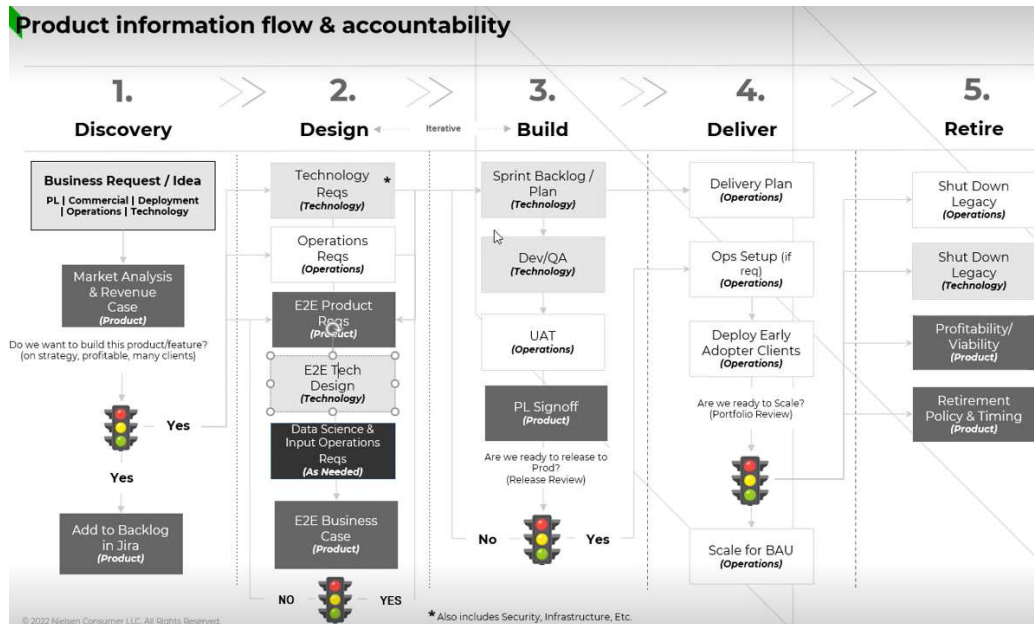 Product information flow & accountability
1.
2.
3.
4.
5.
Discovery
Design
Iterative
Build
Deliver
Retire
Business Request / Idea
PL | Commercial | Deployment
| Operations | Technology
Market Analysis
& Revenue
Case
(Product)
Do we want to build this product/feature?
(on strategy, profitable, many clients)
Yes
Yes
Add to Backlog
in Jira
(Product)
Technology
Reqs
*
(Technology)
Operations
Reqs
(Operations)
E2E Product
Reqs
(Product)
E2E Tech
Design
(Technology)
Data Science &
Input Operations
Reqs
(As Needed)
E2E Business
Case
(Product)
NO
YES
Sprint Backlog /
Plan
(Technology)
Dev/QA
(Technology)
UAT
(Operations)
PL Signoff
(Product)
Are we ready to release to
Prod?
(Release Review)
No
Yes
Delivery Plan
(Operations)
Ops Setup (if
req)
(Operations)
Deploy Early
Adopter Clients
(Operations)
Are we ready to Scale?
(Portfolio Review)
Scale for BAU
(Operations)
Shut Down
Legacy
(Operations)
Shut Down
Legacy
(Technology)
Profitability/
Viability
(Product)
Retirement
Policy & Timing
(Product)
* Also includes Security, Infrastructure, Etc.
© 2022 Nielsen Consumer LLC. All Rights Reserved.